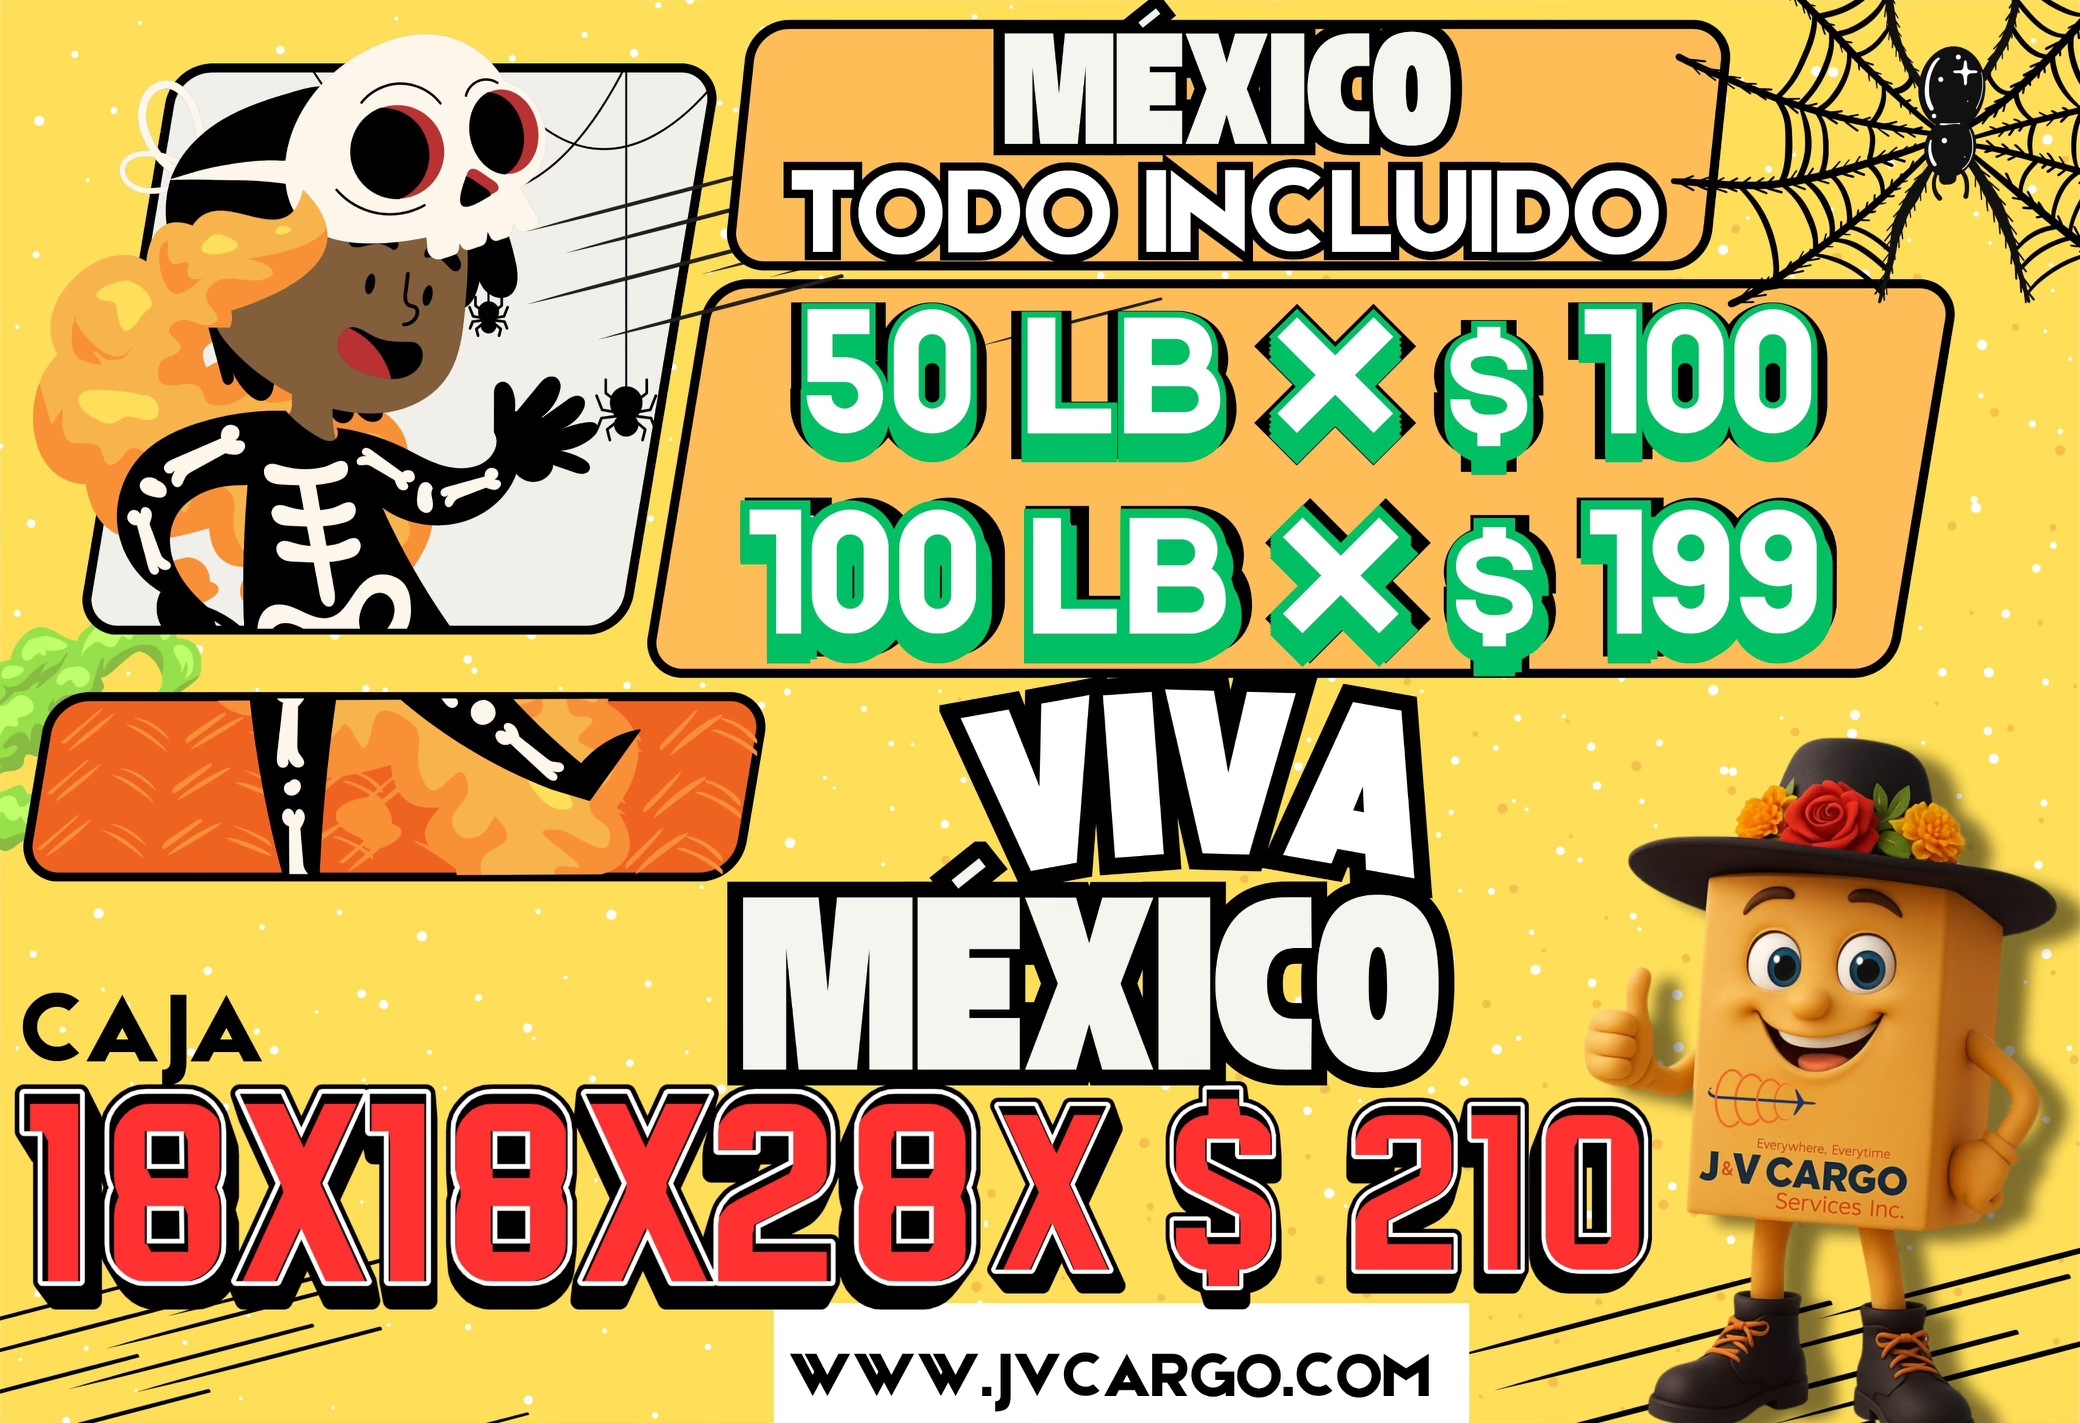 MÉXICO
TODO INCLUIDO
50 LB X $ 100
100 LB X $ 199
VIVA
MÉXICO
CAJA
18X18X28X $ 210
Everywhere, Everytime
J&V CARGO
Services Inc.
WWW.JVCARGO.COM